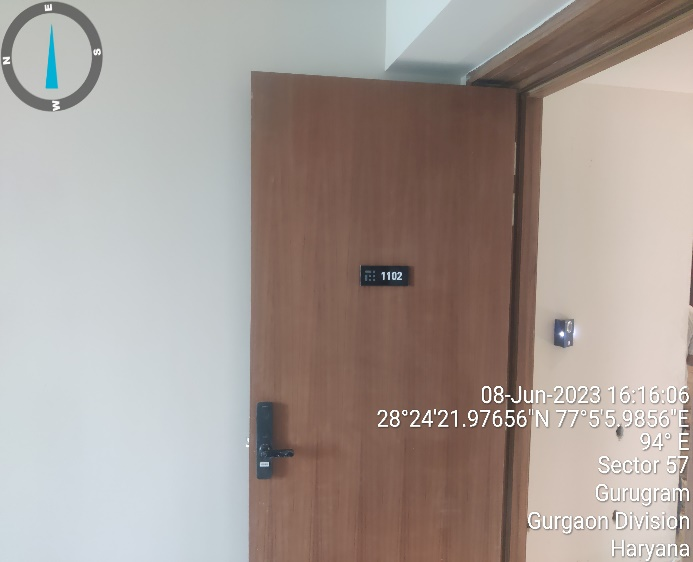 E
N
S
W
1102
08-Jun-2023 16:16:06
28°24'21.97656"N 77°5'5.9856"E
94° E
Sector 57
Gurugram
Gurgaon Division
Haryana